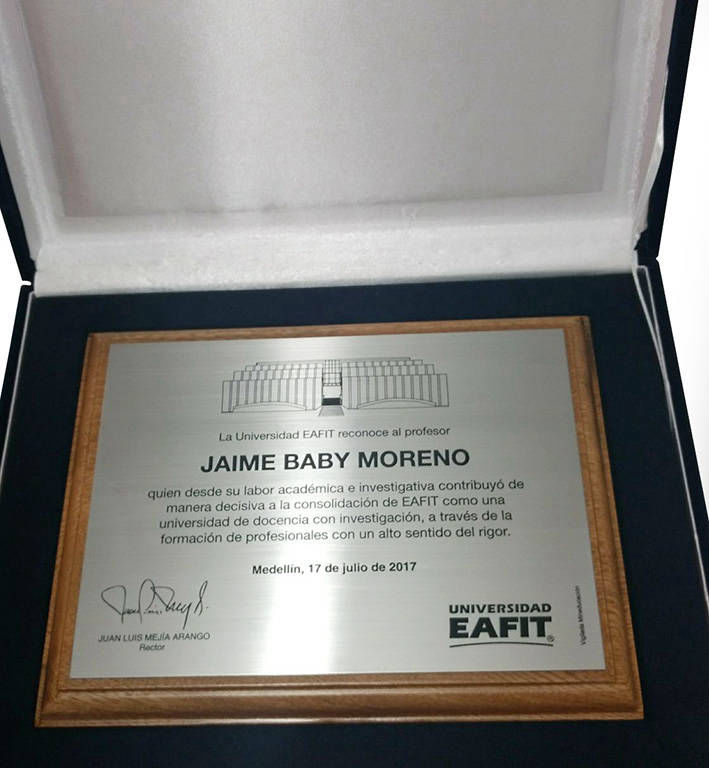 La Universidad EAFIT reconoce al profesor
JAIME BABY MORENO
quien desde su labor académica e investigativa contribuyó de
manera decisiva a la consolidación de EAFIT como una
universidad de docencia con investigación, a través de la
formación de profesionales con un alto sentido del rigor.
Medellín, 17 de julio de 2017
JUAN LUIS MEJÍA ARANGO
Rector
UNIVERSIDAD
EAFIT®
Vigilada Mineducación